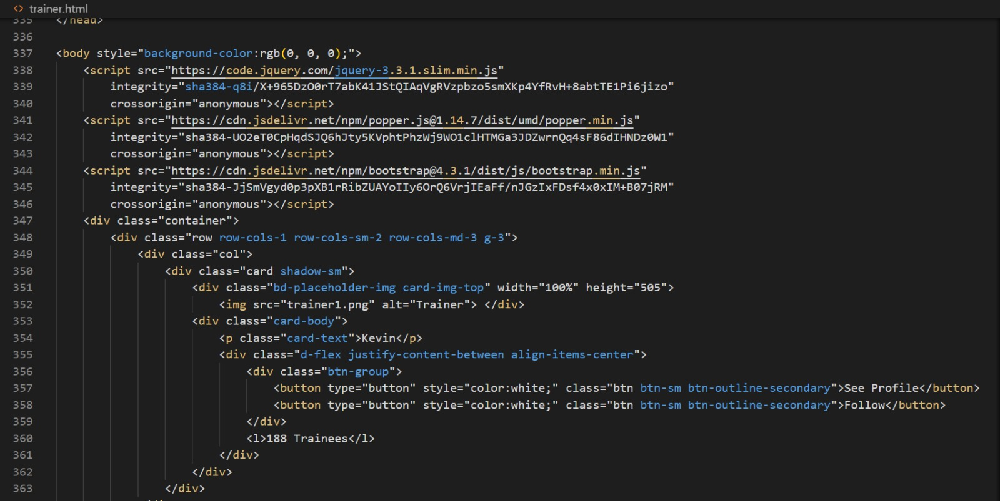 <> trainer.html
335 </head>
336
337 <body style="background-color:rgb(0, 0, 0);">
338 <script src="https://code.jquery.com/jquery-3.3.1.slim.min.js"
339 integrity="sha384-q8i/X+965DzO0rT7abK41JStQIAqVgRVzpbzo5smXKp4YfRvH+8abtTE1Pi6jizo"
340 crossorigin="anonymous"></script>
341 <script src="https://cdn.jsdelivr.net/npm/popper.js@1.14.7/dist/umd/popper.min.js"
342 integrity="sha384-UO2eT0CpHqdSJQ6hJty5KVphtPhzWj9WO1clHTMGa3JDZwrnQq4sF86dIHNDz0W1"
343 crossorigin="anonymous"></script>
344 <script src="https://cdn.jsdelivr.net/npm/bootstrap@4.3.1/dist/js/bootstrap.min.js"
345 integrity="sha384-JjSmVgyd0p3pXB1rRibZUAYoIIy6OrQ6VrjIEaFf/nJGzIxFDsf4x0xIM+B07jRM"
346 crossorigin="anonymous"></script>
347 <div class="container">
348 <div class="row row-cols-1 row-cols-sm-2 row-cols-md-3 g-3">
349 <div class="col">
350 <div class="card shadow-sm">
351 <div class="bd-placeholder-img card-img-top" width="100%" height="505">
352 <img src="trainer1.png" alt="Trainer"> </div>
353 <div class="card-body">
354 <p class="card-text">Kevin</p>
355 <div class="d-flex justify-content-between align-items-center">
356 <div class="btn-group">
357 <button type="button" style="color:white;" class="btn btn-sm btn-outline-secondary">See Profile</button>
358 <button type="button" style="color:white;" class="btn btn-sm btn-outline-secondary">Follow</button>
359 </div>
360 <l>188 Trainees</l>
361 </div>
362 </div>
363 </div>